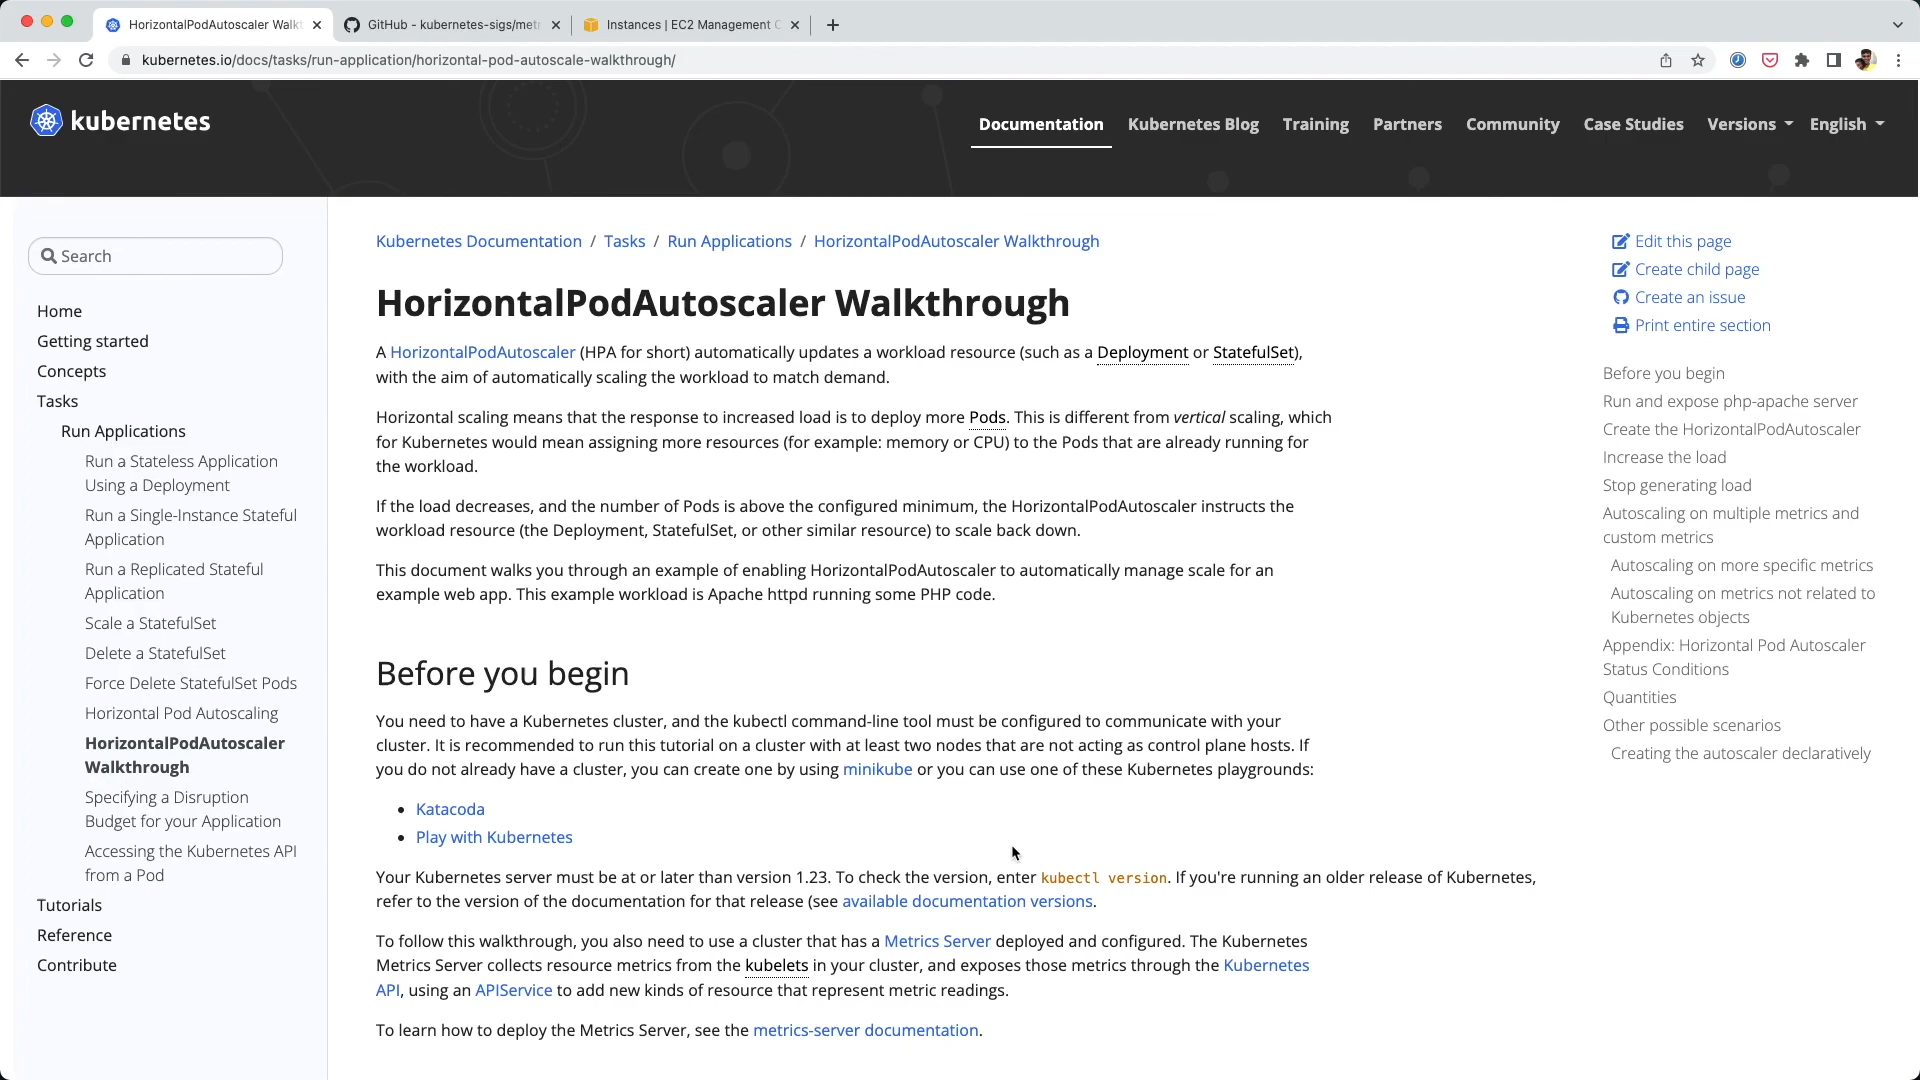 HorizontalPodAutoscaler Walkt
GitHub - kubernetes-sigs/metr
Instances | EC2 Management C
kubernetes.io/docs/tasks/run-application/horizontal-pod-autoscale-walkthrough/
kubernetes
Documentation
Kubernetes Blog
Training
Partners
Community
Case Studies
Versions
English
Search
Home
Getting started
Concepts
Tasks
Run Applications
Run a Stateless Application
Using a Deployment
Run a Single-Instance Stateful
Application
Run a Replicated Stateful
Application
Scale a StatefulSet
Delete a StatefulSet
Force Delete StatefulSet Pods
Horizontal Pod Autoscaling
HorizontalPodAutoscaler
Walkthrough
Specifying a Disruption
Budget for your Application
Accessing the Kubernetes API
from a Pod
Tutorials
Reference
Contribute
Kubernetes Documentation / Tasks / Run Applications / HorizontalPodAutoscaler Walkthrough
HorizontalPodAutoscaler Walkthrough
A HorizontalPodAutoscaler (HPA for short) automatically updates a workload resource (such as a Deployment or StatefulSet),
with the aim of automatically scaling the workload to match demand.
Horizontal scaling means that the response to increased load is to deploy more Pods. This is different from vertical scaling, which
for Kubernetes would mean assigning more resources (for example: memory or CPU) to the Pods that are already running for
the workload.
If the load decreases, and the number of Pods is above the configured minimum, the HorizontalPodAutoscaler instructs the
workload resource (the Deployment, StatefulSet, or other similar resource) to scale back down.
This document walks you through an example of enabling HorizontalPodAutoscaler to automatically manage scale for an
example web app. This example workload is Apache httpd running some PHP code.
Before you begin
You need to have a Kubernetes cluster, and the kubectl command-line tool must be configured to communicate with your
cluster. It is recommended to run this tutorial on a cluster with at least two nodes that are not acting as control plane hosts. If
you do not already have a cluster, you can create one by using minikube or you can use one of these Kubernetes playgrounds:
• Katacoda
• Play with Kubernetes
Your Kubernetes server must be at or later than version 1.23. To check the version, enter kubectl version. If you're running an older release of Kubernetes,
refer to the version of the documentation for that release (see available documentation versions.
To follow this walkthrough, you also need to use a cluster that has a Metrics Server deployed and configured. The Kubernetes
Metrics Server collects resource metrics from the kubelets in your cluster, and exposes those metrics through the Kubernetes
API, using an APIService to add new kinds of resource that represent metric readings.
To learn how to deploy the Metrics Server, see the metrics-server documentation.
Edit this page
Create child page
Create an issue
Print entire section
Before you begin
Run and expose php-apache server
Create the HorizontalPodAutoscaler
Increase the load
Stop generating load
Autoscaling on multiple metrics and
custom metrics
Autoscaling on more specific metrics
Autoscaling on metrics not related to
Kubernetes objects
Appendix: Horizontal Pod Autoscaler
Status Conditions
Quantities
Other possible scenarios
Creating the autoscaler declaratively